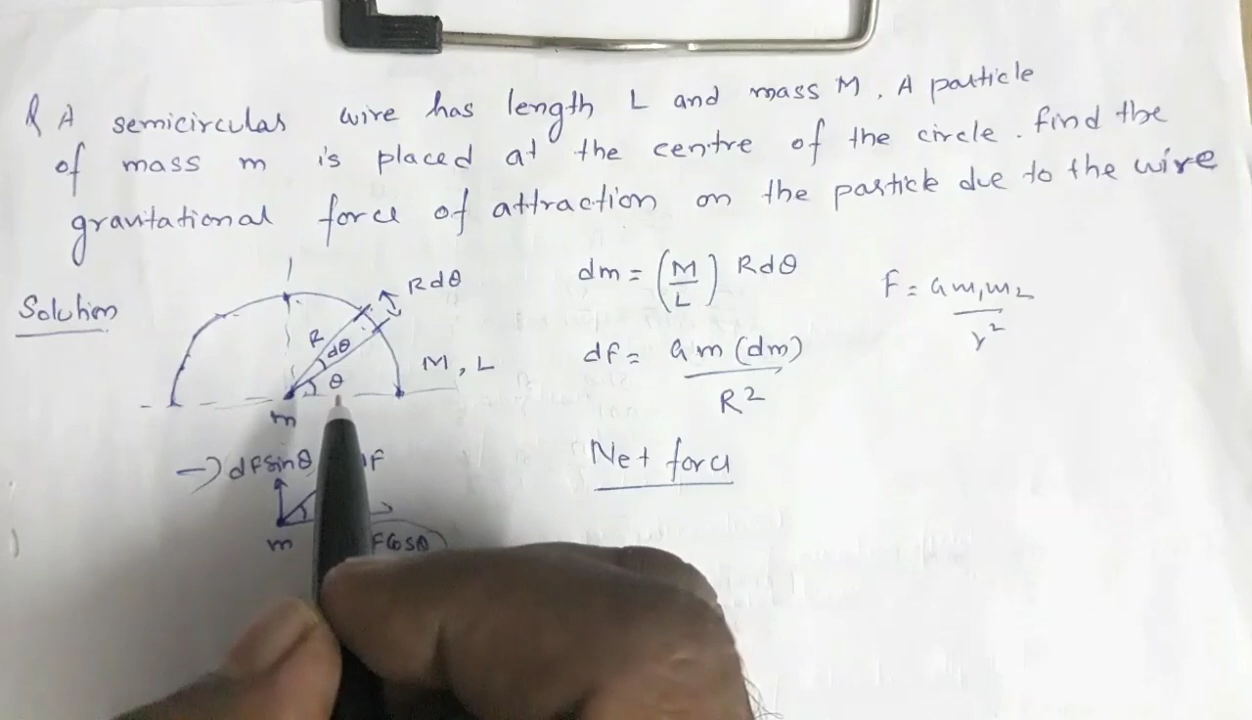 Q A semicircular wire has length L and mass M. A particle
of mass m is placed at the centre of the circle. find the
gravitational force of attraction on the particle due to the wire
Solution
Rdθ
R
dθ
θ
M, L
m
→ dFsinθ
m
dm = (M/L) Rdθ
df = Gm(dm)/R²
Net force
F = Gm₁m₂/r²